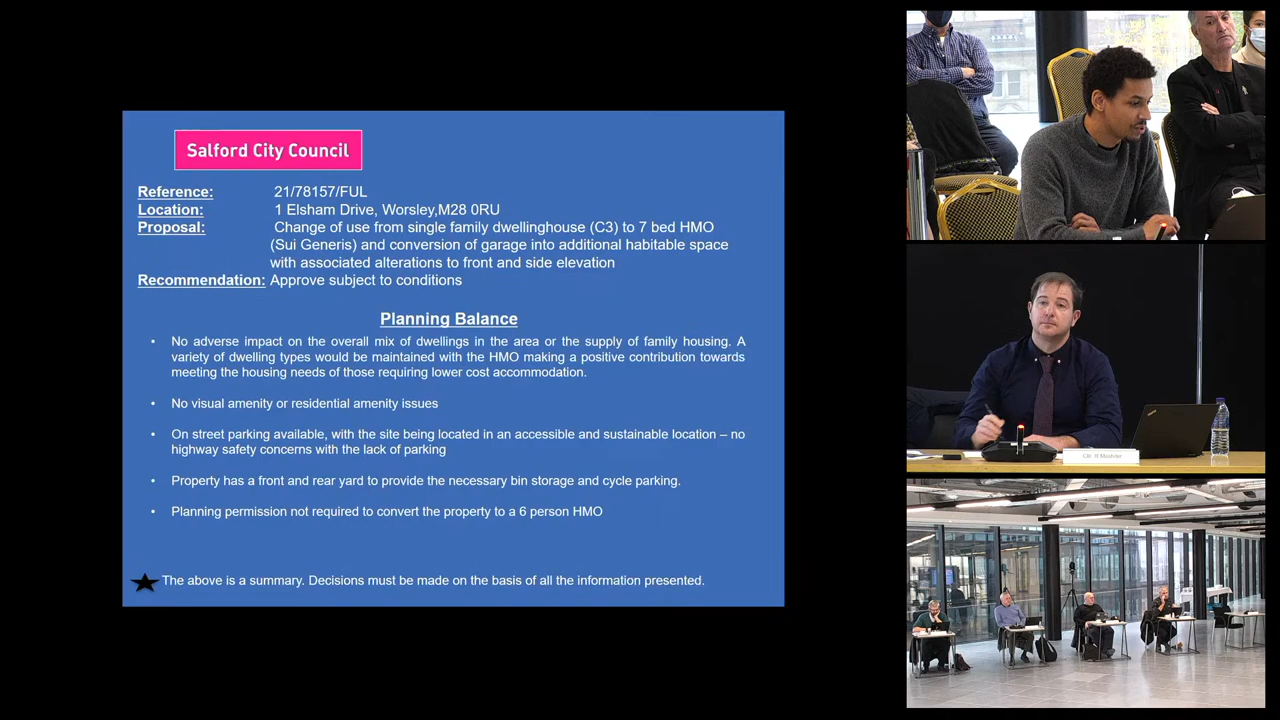 Salford City Council
Reference: 21/78157/FUL
Location: 1 Elsham Drive, Worsley,M28 0RU
Proposal: Change of use from single family dwellinghouse (C3) to 7 bed HMO
(Sui Generis) and conversion of garage into additional habitable space
with associated alterations to front and side elevation
Recommendation: Approve subject to conditions
Planning Balance
• No adverse impact on the overall mix of dwellings in the area or the supply of family housing. A
variety of dwelling types would be maintained with the HMO making a positive contribution towards
meeting the housing needs of those requiring lower cost accommodation.
• No visual amenity or residential amenity issues
• On street parking available, with the site being located in an accessible and sustainable location – no
highway safety concerns with the lack of parking
• Property has a front and rear yard to provide the necessary bin storage and cycle parking.
• Planning permission not required to convert the property to a 6 person HMO
The above is a summary. Decisions must be made on the basis of all the information presented.